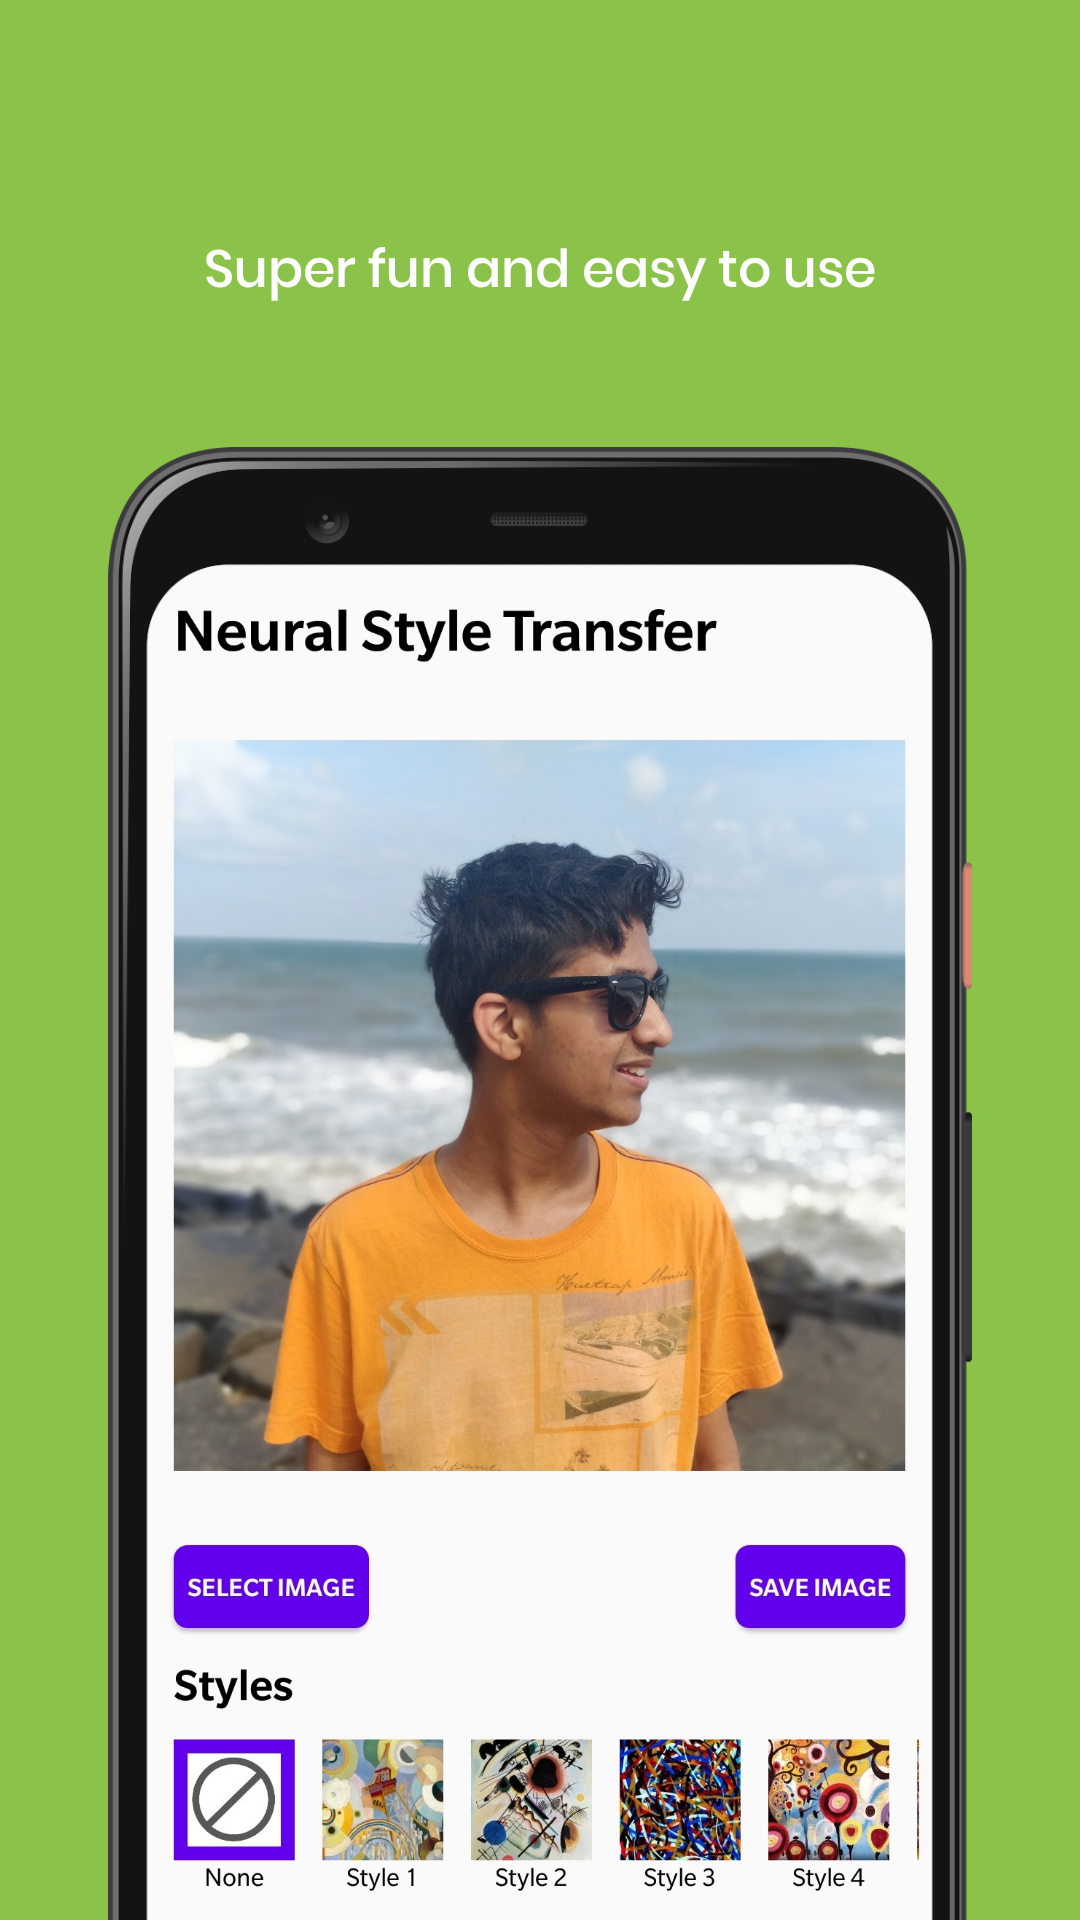 Super fun and easy to use
Neural Style Transfer
SELECT IMAGE
SAVE IMAGE
Styles
None
Style 1
Style 2
Style 3
Style 4